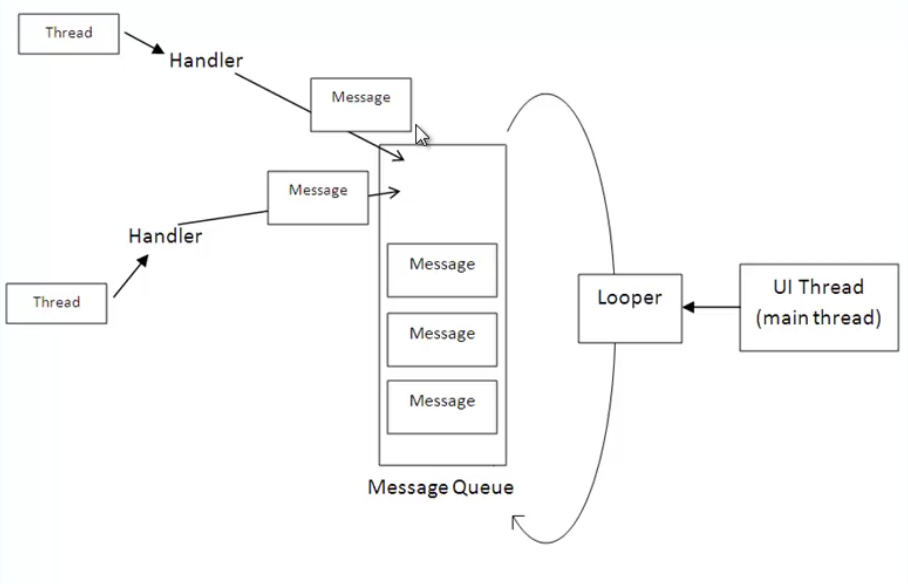 Thread
Handler
Message
Message
Handler
Message
Looper
UI Thread
(main thread)
Thread
Message
Message
Message Queue